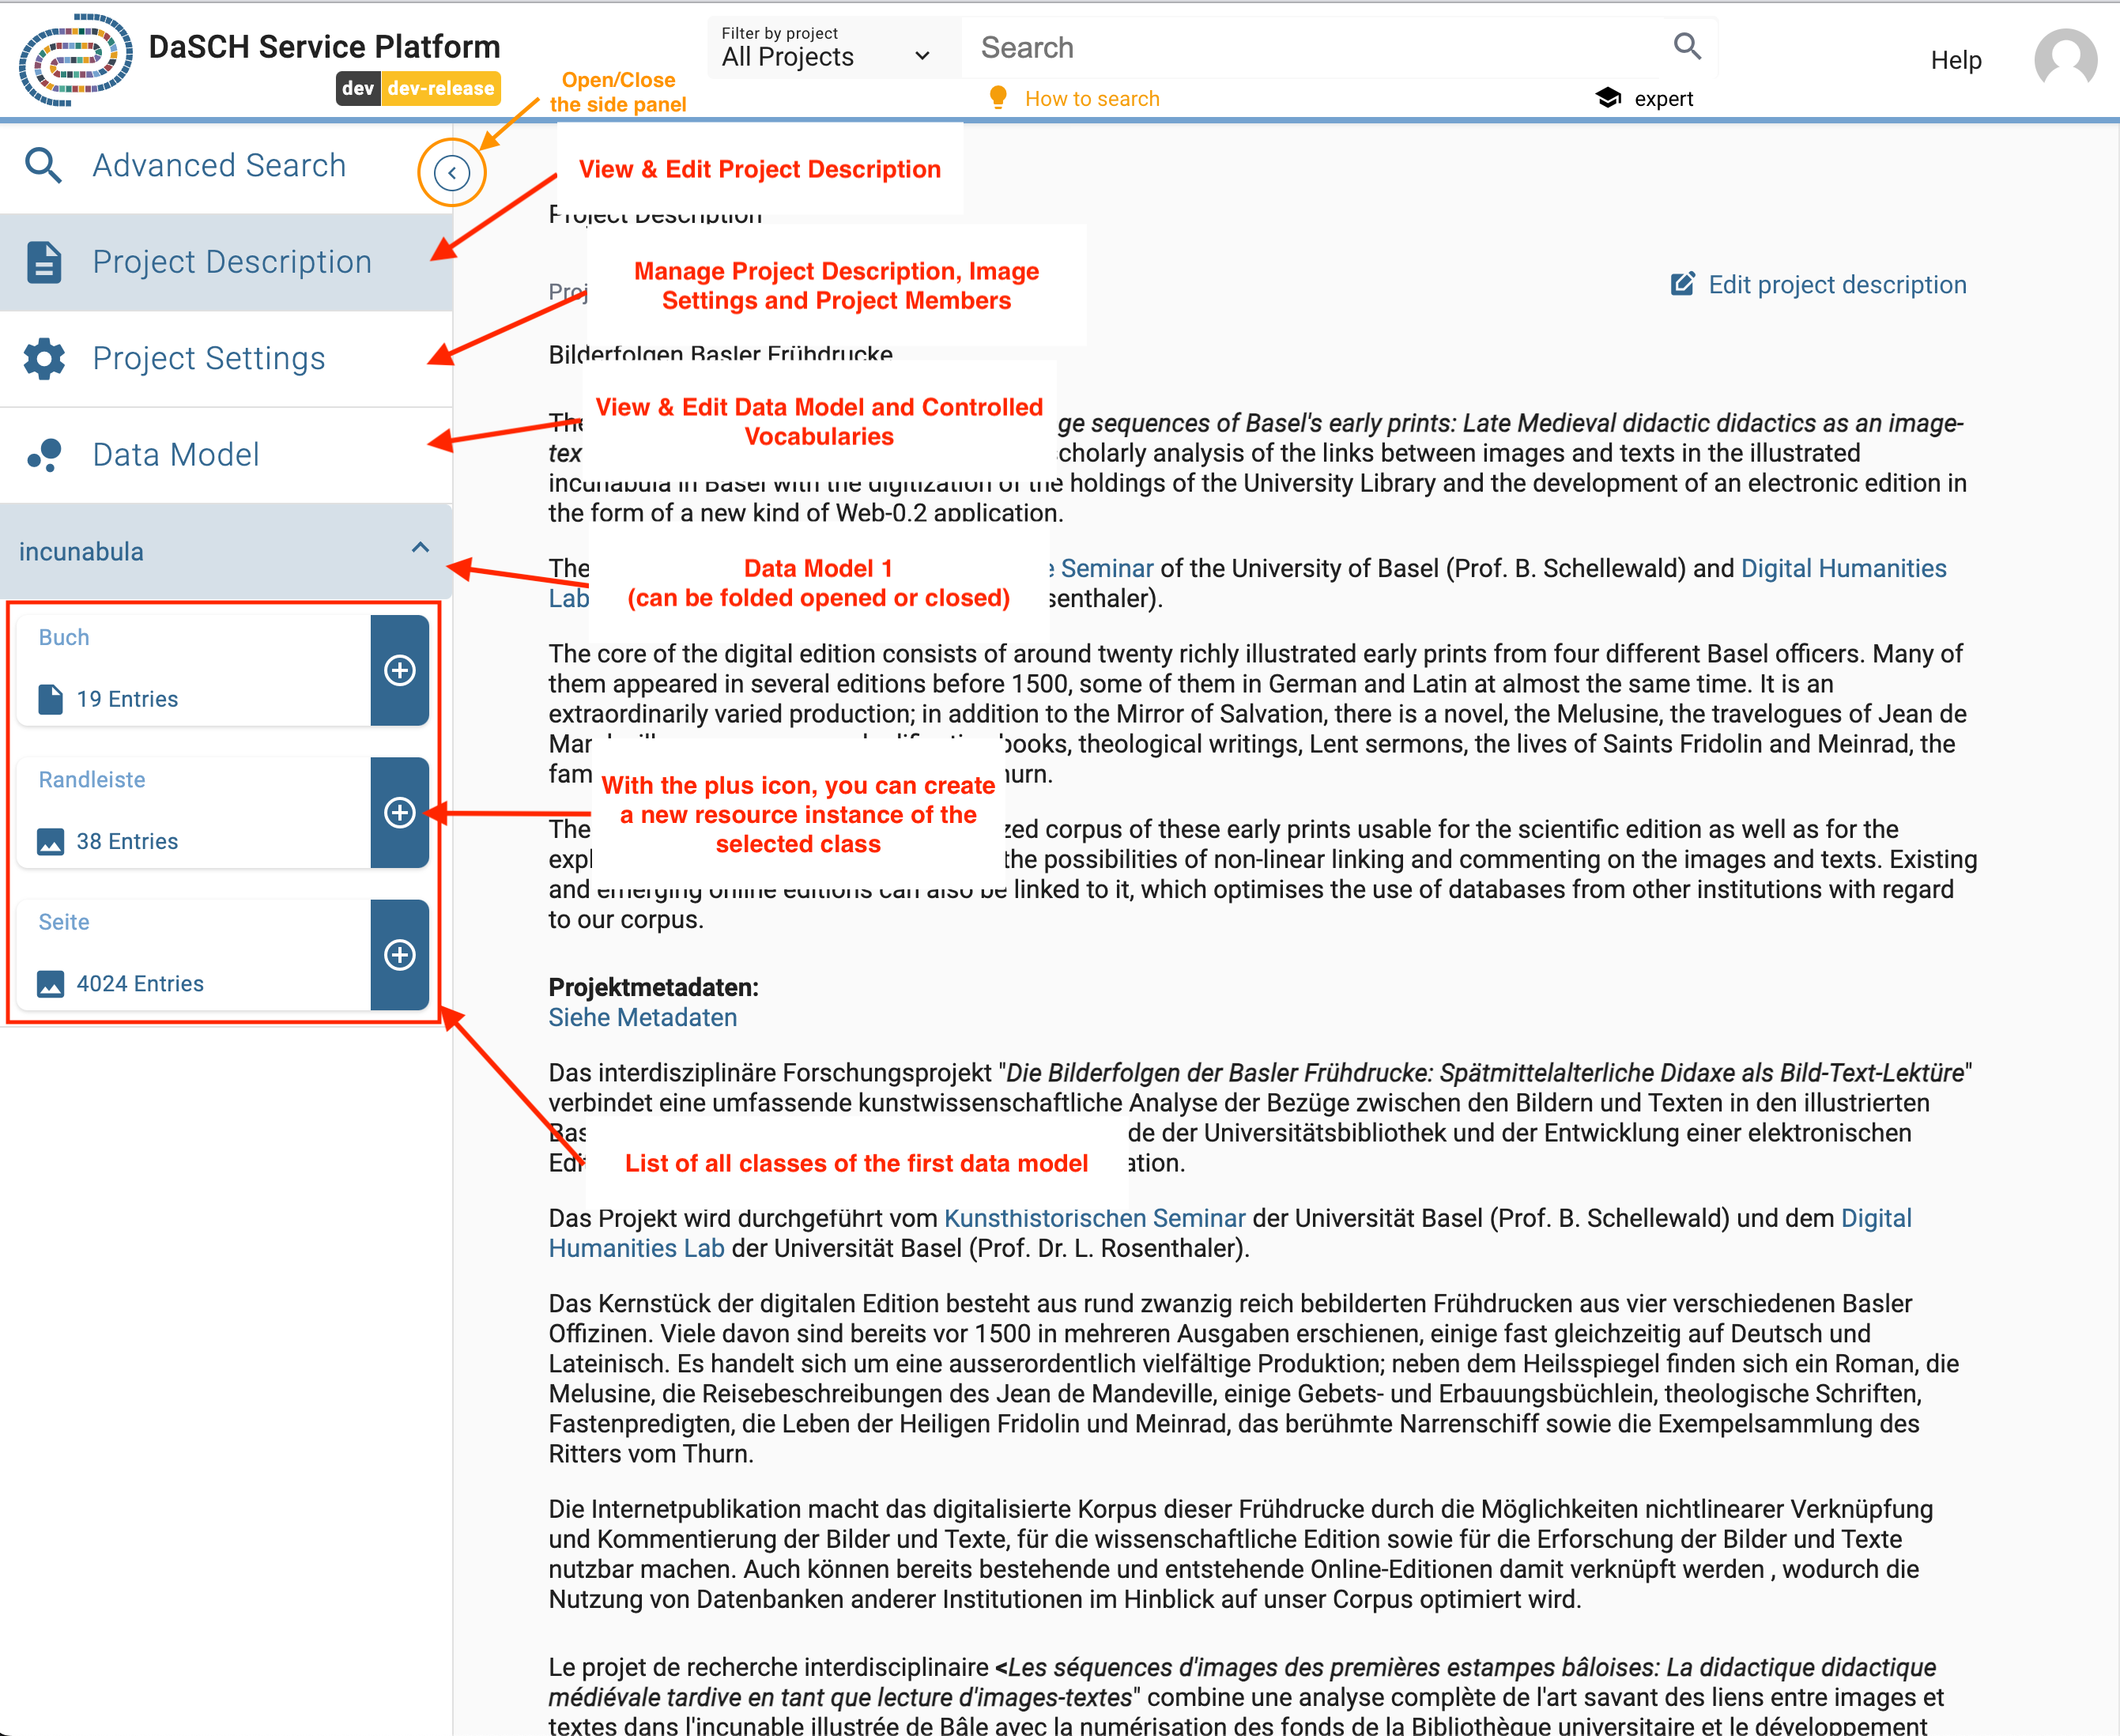 DaSCH Service Platform
dev dev-release
Filter by project
All Projects
Search
How to search
expert
Help
Open/Close
the side panel
Advanced Search
Project Description
Project Settings
Data Model
incunabula
Buch
19 Entries
Randleiste
38 Entries
Seite
4024 Entries
View & Edit Project Description
Project Description
Manage Project Description, Image
Settings and Project Members
Edit project description
Bilderfolgen Basler Frühdrucke
View & Edit Data Model and Controlled
Vocabularies
sequences of Basel's early prints: Late Medieval didactic didactics as an image-
analysis of the links between images and texts in the illustrated
incunabula in Basel with the digitization of the holdings of the University Library and the development of an electronic edition in
the form of a new kind of Web-0.2 application.
Data Model 1
(can be folded opened or closed)
The Seminar of the University of Basel (Prof. B. Schellewald) and Digital Humanities
Lab
The core of the digital edition consists of around twenty richly illustrated early prints from four different Basel officers. Many of
them appeared in several editions before 1500, some of them in German and Latin at almost the same time. It is an
extraordinarily varied production; in addition to the Mirror of Salvation, there is a novel, the Melusine, the travelogues of Jean de
books, theological writings, Lent sermons, the lives of Saints Fridolin and Meinrad, the
With the plus icon, you can create
a new resource instance of the
selected class
The corpus of these early prints usable for the scientific edition as well as for the
the possibilities of non-linear linking and commenting on the images and texts. Existing
and emerging online editions can also be linked to it, which optimises the use of databases from other institutions with regard
to our corpus.
Projektmetadaten:
Siehe Metadaten
Das interdisziplinäre Forschungsprojekt "Die Bilderfolgen der Basler Frühdrucke: Spätmittelalterliche Didaxe als Bild-Text-Lektüre"
verbindet eine umfassende kunstwissenschaftliche Analyse der Bezüge zwischen den Bildern und Texten in den illustrierten
der Universitätsbibliothek und der Entwicklung einer elektronischen
List of all classes of the first data model
Das Projekt wird durchgeführt vom Kunsthistorischen Seminar der Universität Basel (Prof. B. Schellewald) und dem Digital
Humanities Lab der Universität Basel (Prof. Dr. L. Rosenthaler).
Das Kernstück der digitalen Edition besteht aus rund zwanzig reich bebilderten Frühdrucken aus vier verschiedenen Basler
Offizinen. Viele davon sind bereits vor 1500 in mehreren Ausgaben erschienen, einige fast gleichzeitig auf Deutsch und
Lateinisch. Es handelt sich um eine ausserordentlich vielfältige Produktion; neben dem Heilsspiegel finden sich ein Roman, die
Melusine, die Reisebeschreibungen des Jean de Mandeville, einige Gebets- und Erbauungsbüchlein, theologische Schriften,
Fastenpredigten, die Leben der Heiligen Fridolin und Meinrad, das berühmte Narrenschiff sowie die Exempelsammlung des
Ritters vom Thurn.
Die Internetpublikation macht das digitalisierte Korpus dieser Frühdrucke durch die Möglichkeiten nichtlinearer Verknüpfung
und Kommentierung der Bilder und Texte, für die wissenschaftliche Edition sowie für die Erforschung der Bilder und Texte
nutzbar machen. Auch können bereits bestehende und entstehende Online-Editionen damit verknüpft werden , wodurch die
Nutzung von Datenbanken anderer Institutionen im Hinblick auf unser Corpus optimiert wird.
Le projet de recherche interdisciplinaire <Les séquences d'images des premières estampes bâloises: La didactique didactique
médiévale tardive en tant que lecture d'images-textes" combine une analyse complète de l'art savant des liens entre images et
textes dans l'incunable illustrée de Bâle avec la numérisation des fonds de la Bibliothèque universitaire et le développement